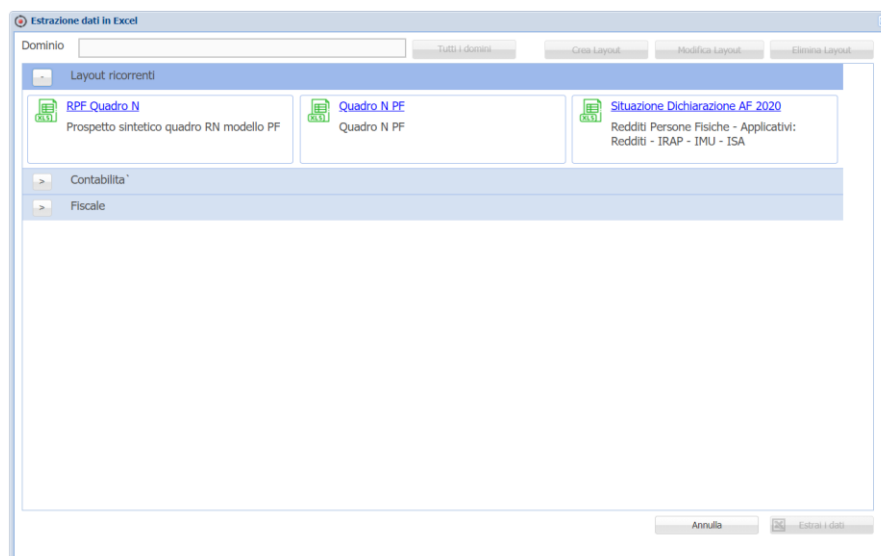 Estrazione dati in Excel
Dominio
Tutti i domini
Crea Layout
Modifica Layout
Elimina Layout
-
Layout ricorrenti
XLS
RPF Quadro N
Prospetto sintetico quadro RN modello PF
XLS
Quadro N PF
Quadro N PF
XLS
Situazione Dichiarazione AF 2020
Redditi Persone Fisiche - Applicativi:
Redditi - IRAP - IMU - ISA
>
Contabilita`
>
Fiscale
Annulla
Estrai i dati